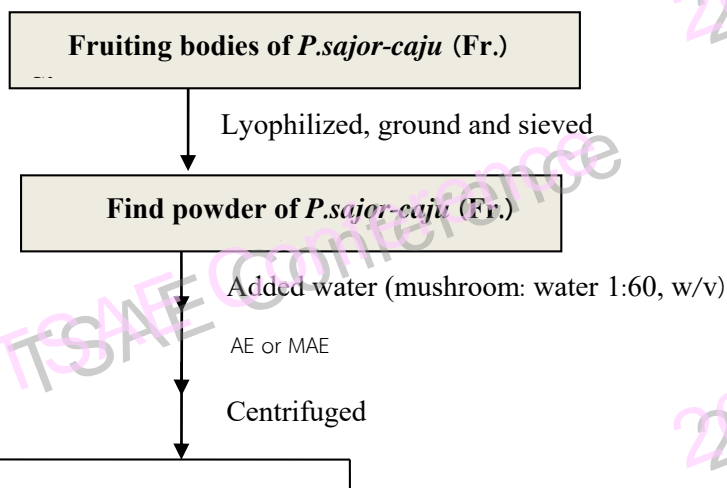 Fruiting bodies of P.sajor-caju (Fr.)
Lyophilized, ground and sieved
Find powder of P.sajor-caju (Fr.)
Added water (mushroom: water 1:60, w/v)
AE or MAE
Centrifuged
TSAE Conference